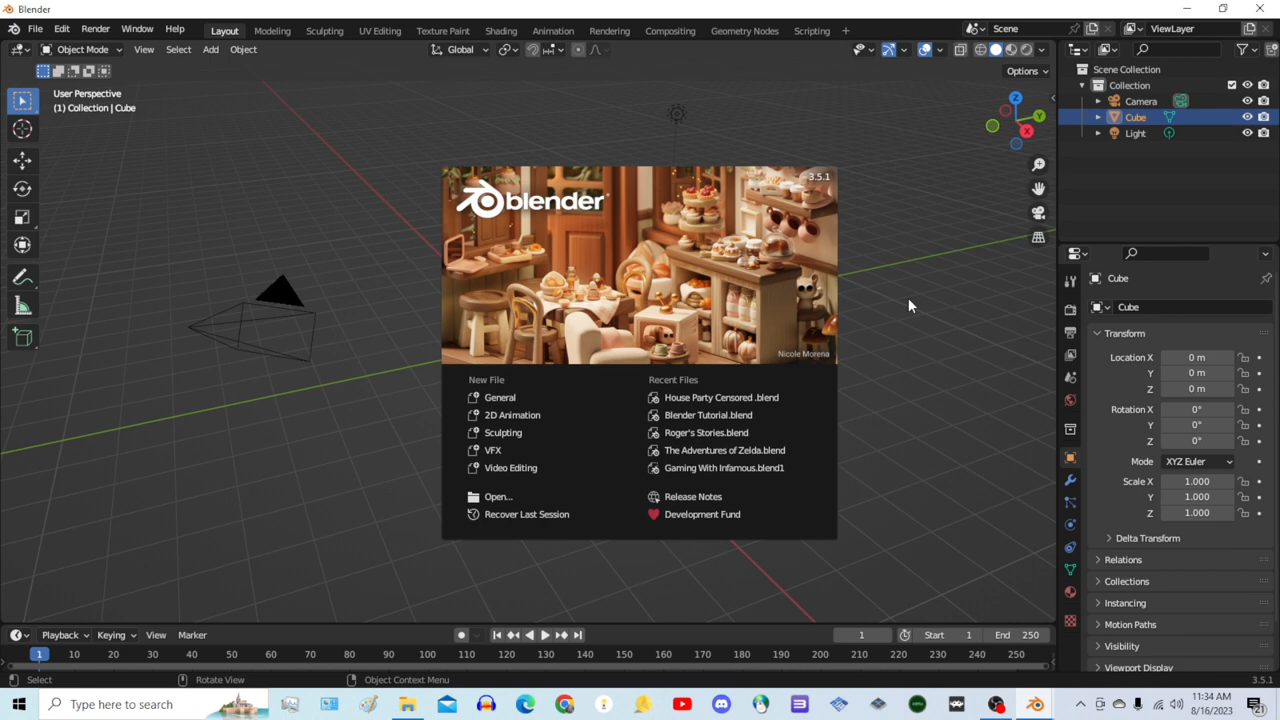 Blender
File Edit Render Window Help Layout Modeling Sculpting UV Editing Texture Paint Shading Animation Rendering Compositing Geometry Nodes Scripting + Scene ViewLayer
Object Mode View Select Add Object Global
Options
User Perspective
(1) Collection | Cube
Z
Y
X
Scene Collection
Collection
Camera
Cube
Light
blender
3.5.1
Nicole Morena
New File
General
2D Animation
Sculpting
VFX
Video Editing
Open...
Recover Last Session
Recent Files
House Party Censored .blend
Blender Tutorial.blend
Roger's Stories.blend
The Adventures of Zelda.blend
Gaming With Infamous.blend1
Release Notes
Development Fund
Cube
Cube
Transform
Location X 0 m
Y 0 m
Z 0 m
Rotation X 0°
Y 0°
Z 0°
Mode XYZ Euler
Scale X 1.000
Y 1.000
Z 1.000
Delta Transform
Relations
Collections
Instancing
Motion Paths
Visibility
Viewport Display
Playback Keying View Marker 1 Start 1 End 250
1 10 20 30 40 50 60 70 80 90 100 110 120 130 140 150 160 170 180 190 200 210 220 230 240 250
Select Rotate View Object Context Menu 3.5.1
Type here to search
11:34 AM
8/16/2023
21